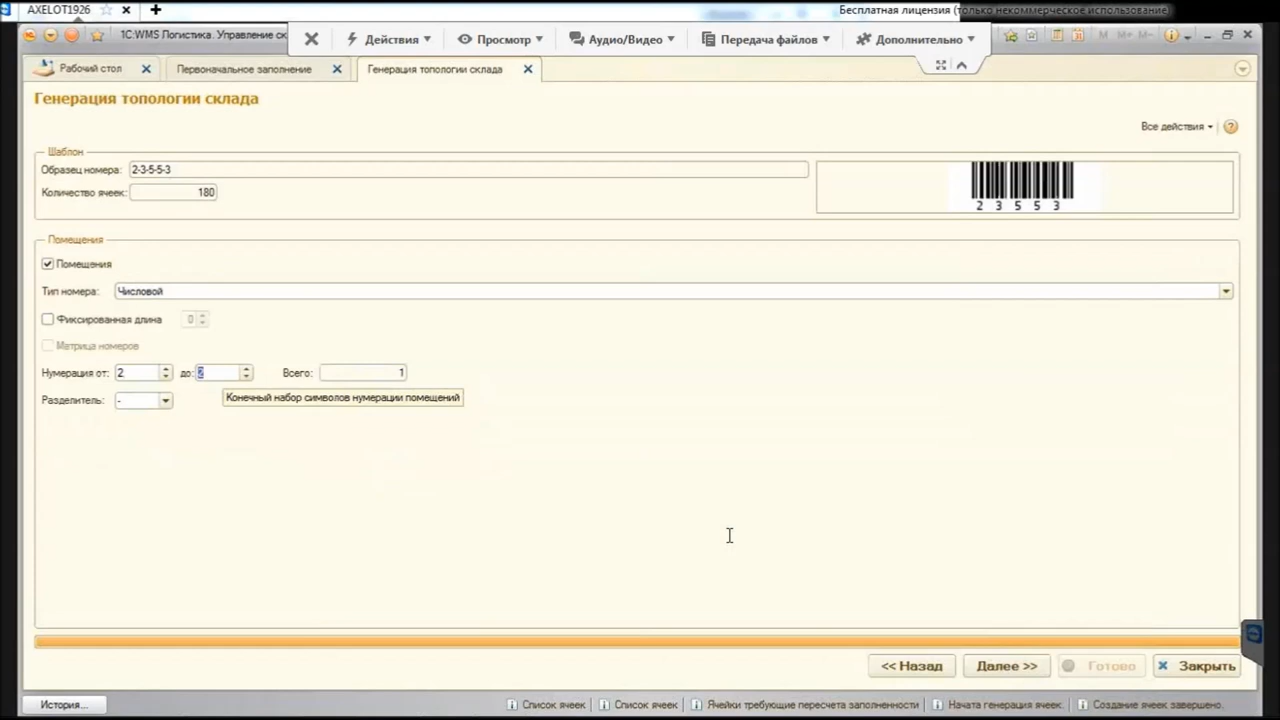 AXELOT1926
Бесплатная лицензия (только некоммерческое использование)
1C:WMS Логистика. Управление ск
Действия
Просмотр
Аудио/Видео
Передача файлов
Дополнительно
M M+ M-
Рабочий стол
Первоначальное заполнение
Генерация топологии склада
Генерация топологии склада
Все действия
Шаблон
Образец номера: 2-3-5-5-3
Количество ячеек: 180
2 3 5 5 3
Помещения
Помещения
Тип номера: Числовой
Фиксированная длина 0
Матрица номеров
Нумерация от: 2 до: 2 Всего: 1
Конечный набор символов нумерации помещений
Разделитель: -
<< Назад
Далее >>
Готово
Закрыть
История...
Список ячеек
Список ячеек
Ячейки требующие пересчета заполненности
Начата генерация ячеек.
Создание ячеек завершено.